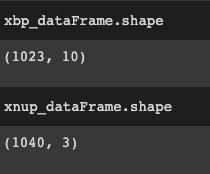 xbp_dataFrame.shape
(1023, 10)
xnup_dataFrame.shape
(1040, 3)